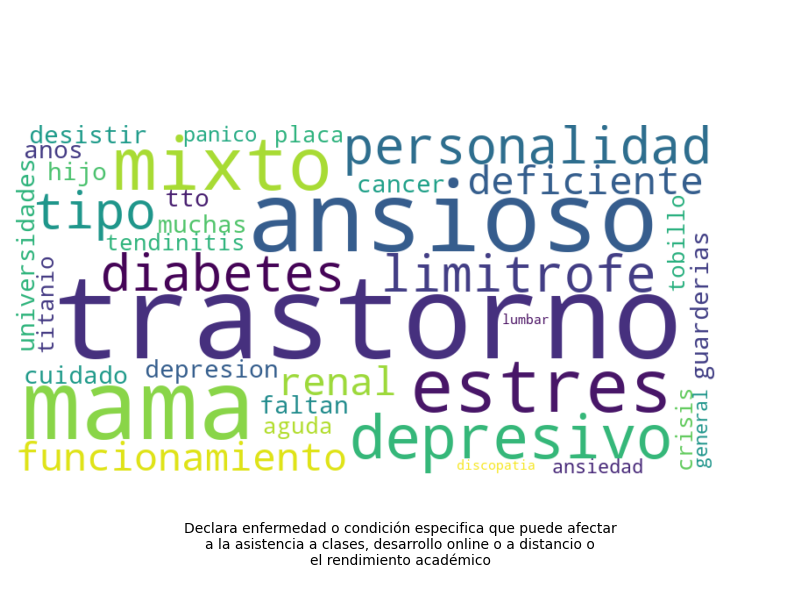 desistir
panico
placa
personalidad
anos
mixto
hijo
cancer
deficiente
universidades
tipo
tto
muchas
ansioso
tobillo
tendinitis
titanio
diabetes
limitrofe
guarderias
trastorno
lumbar
cuidado
depresion
renal
estres
mama
faltan
crisis
general
aguda
depresivo
funcionamiento
discopatia
ansiedad
Declara enfermedad o condición especifica que puede afectar
a la asistencia a clases, desarrollo online o a distancio o
el rendimiento académico